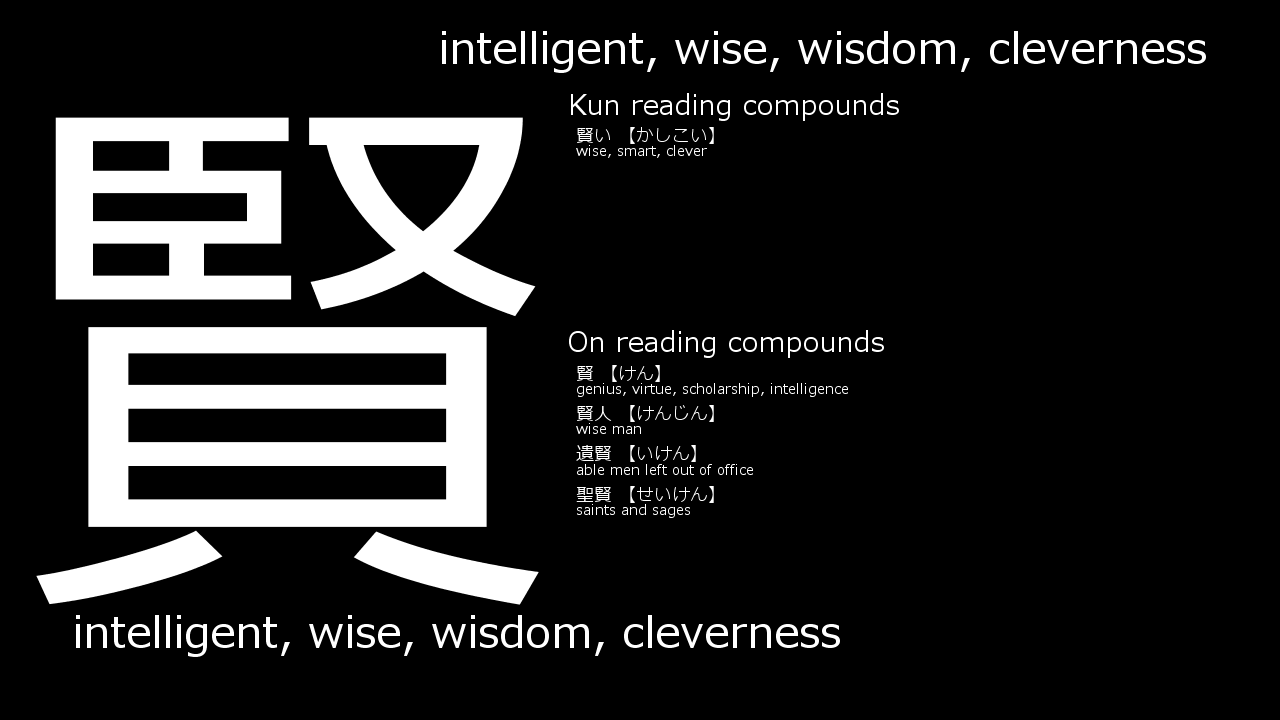 intelligent, wise, wisdom, cleverness
賢
Kun reading compounds
賢い 【かしこい】
wise, smart, clever
On reading compounds
賢 【けん】
genius, virtue, scholarship, intelligence
賢人 【けんじん】
wise man
遺賢 【いけん】
able men left out of office
聖賢 【せいけん】
saints and sages
intelligent, wise, wisdom, cleverness